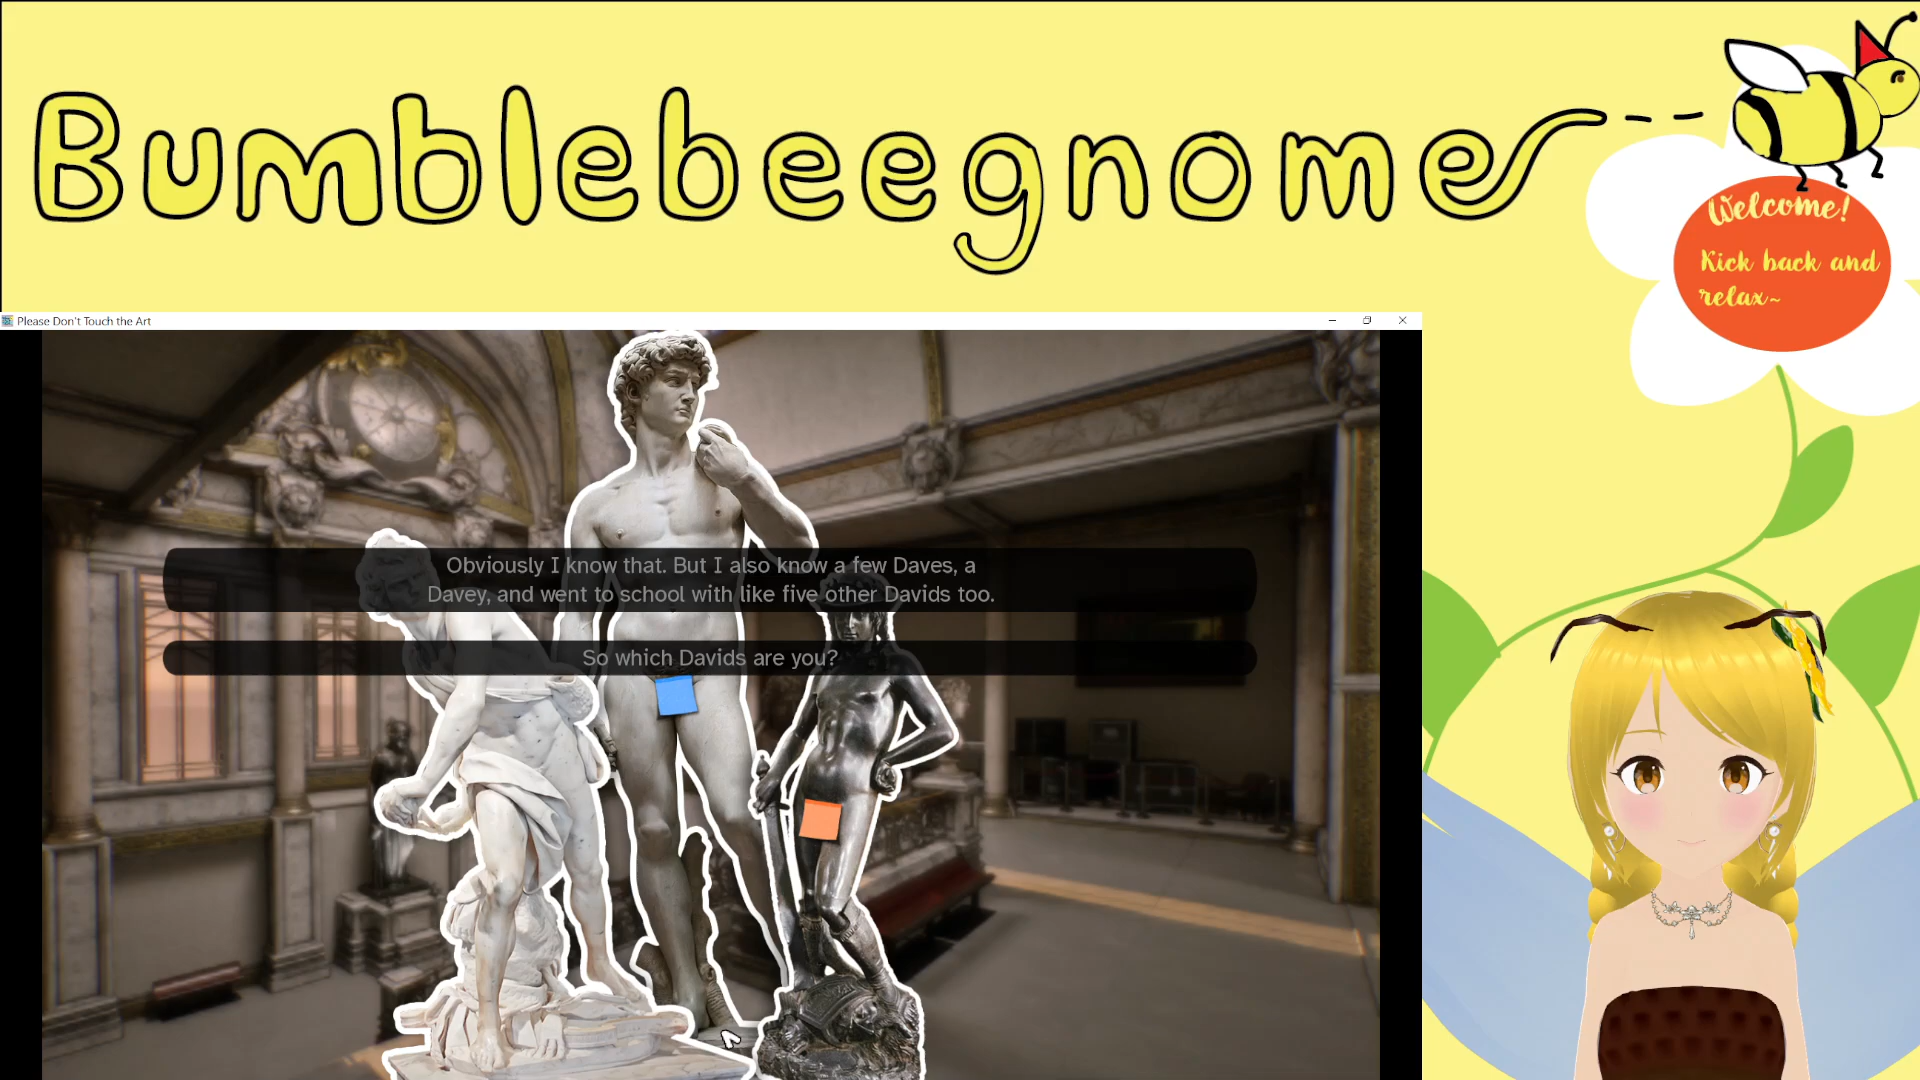 Bumblebeegnome
Welcome!
Kick back and
relax~
Please Don't Touch the Art
Obviously I know that. But I also know a few Daves, a
Davey, and went to school with like five other Davids too.
So which Davids are you?